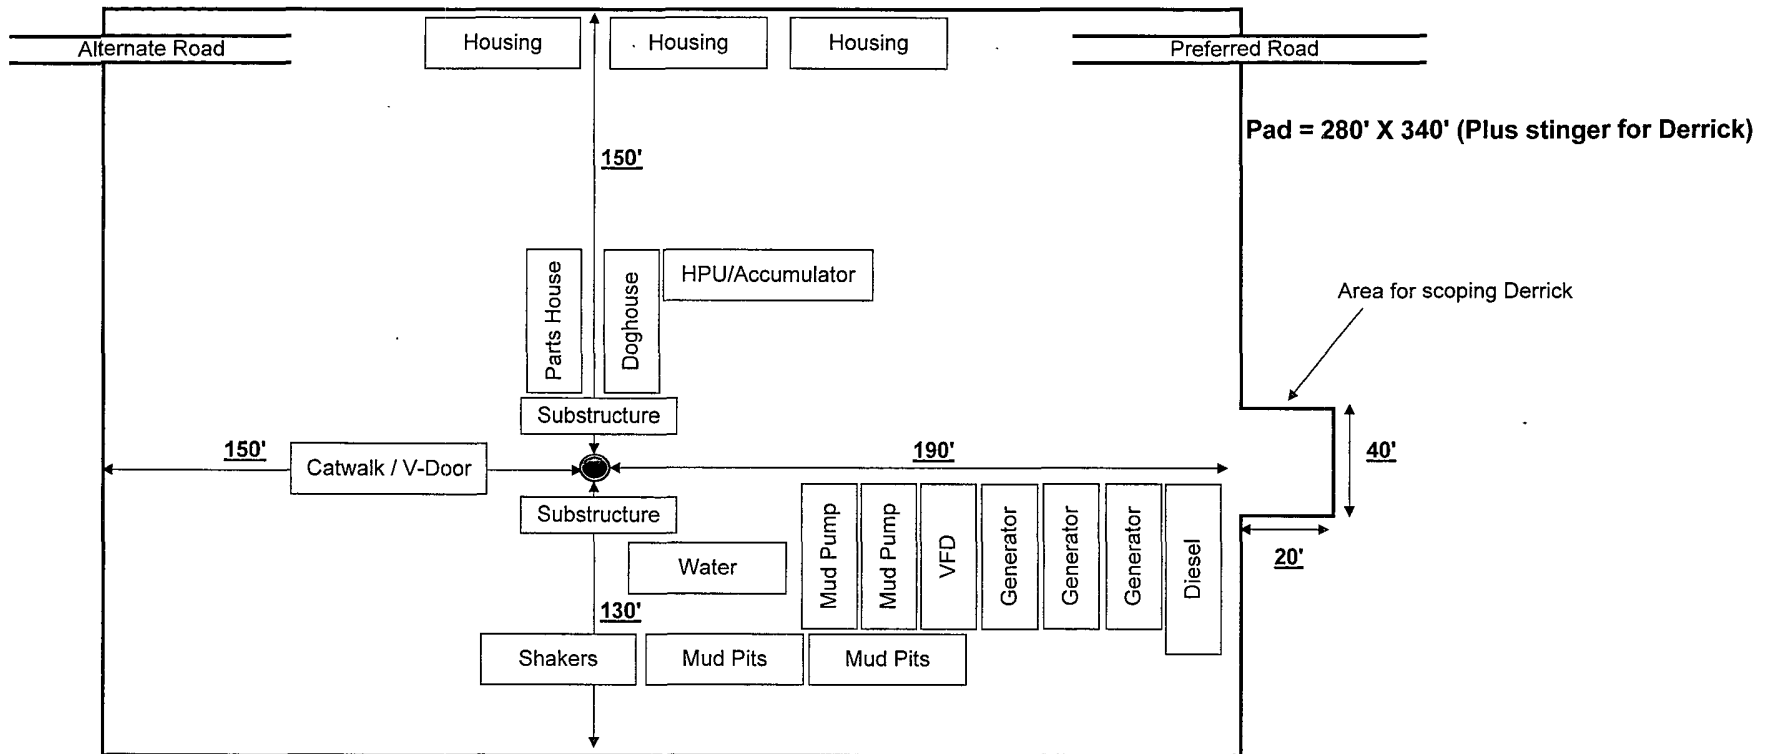 Housing
Housing
Housing
Alternate Road
Preferred Road
Pad = 280' X 340' (Plus stinger for Derrick)
150'
Parts House
Doghouse
HPU/Accumulator
Area for scoping Derrick
Substructure
150'
Catwalk / V-Door
190'
40'
Substructure
Water
Mud Pump
Mud Pump
VFD
Generator
Generator
Generator
Diesel
20'
130'
Shakers
Mud Pits
Mud Pits